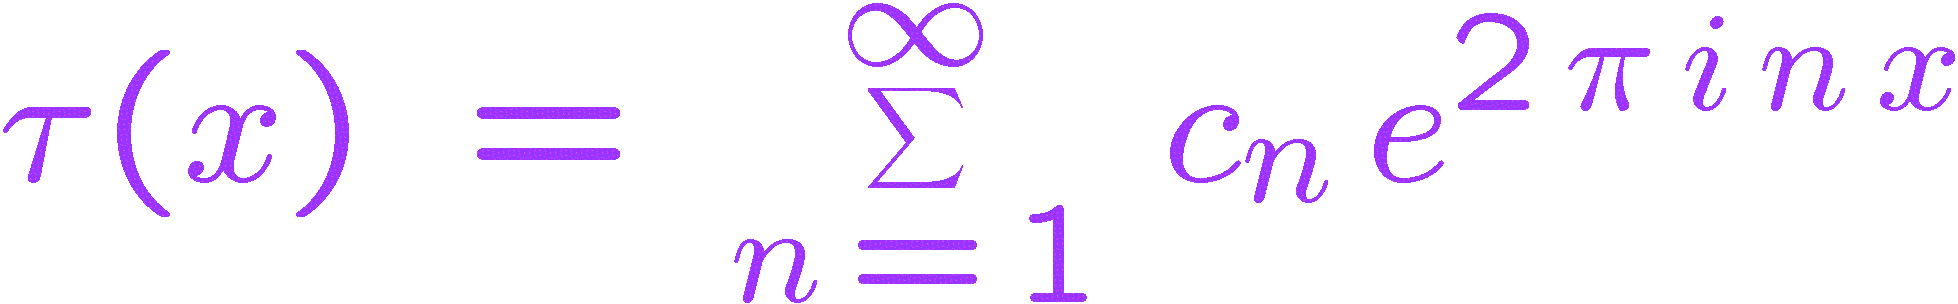 τ(x) = ∑_{n=1}^{∞} c_n e^{2πinx}